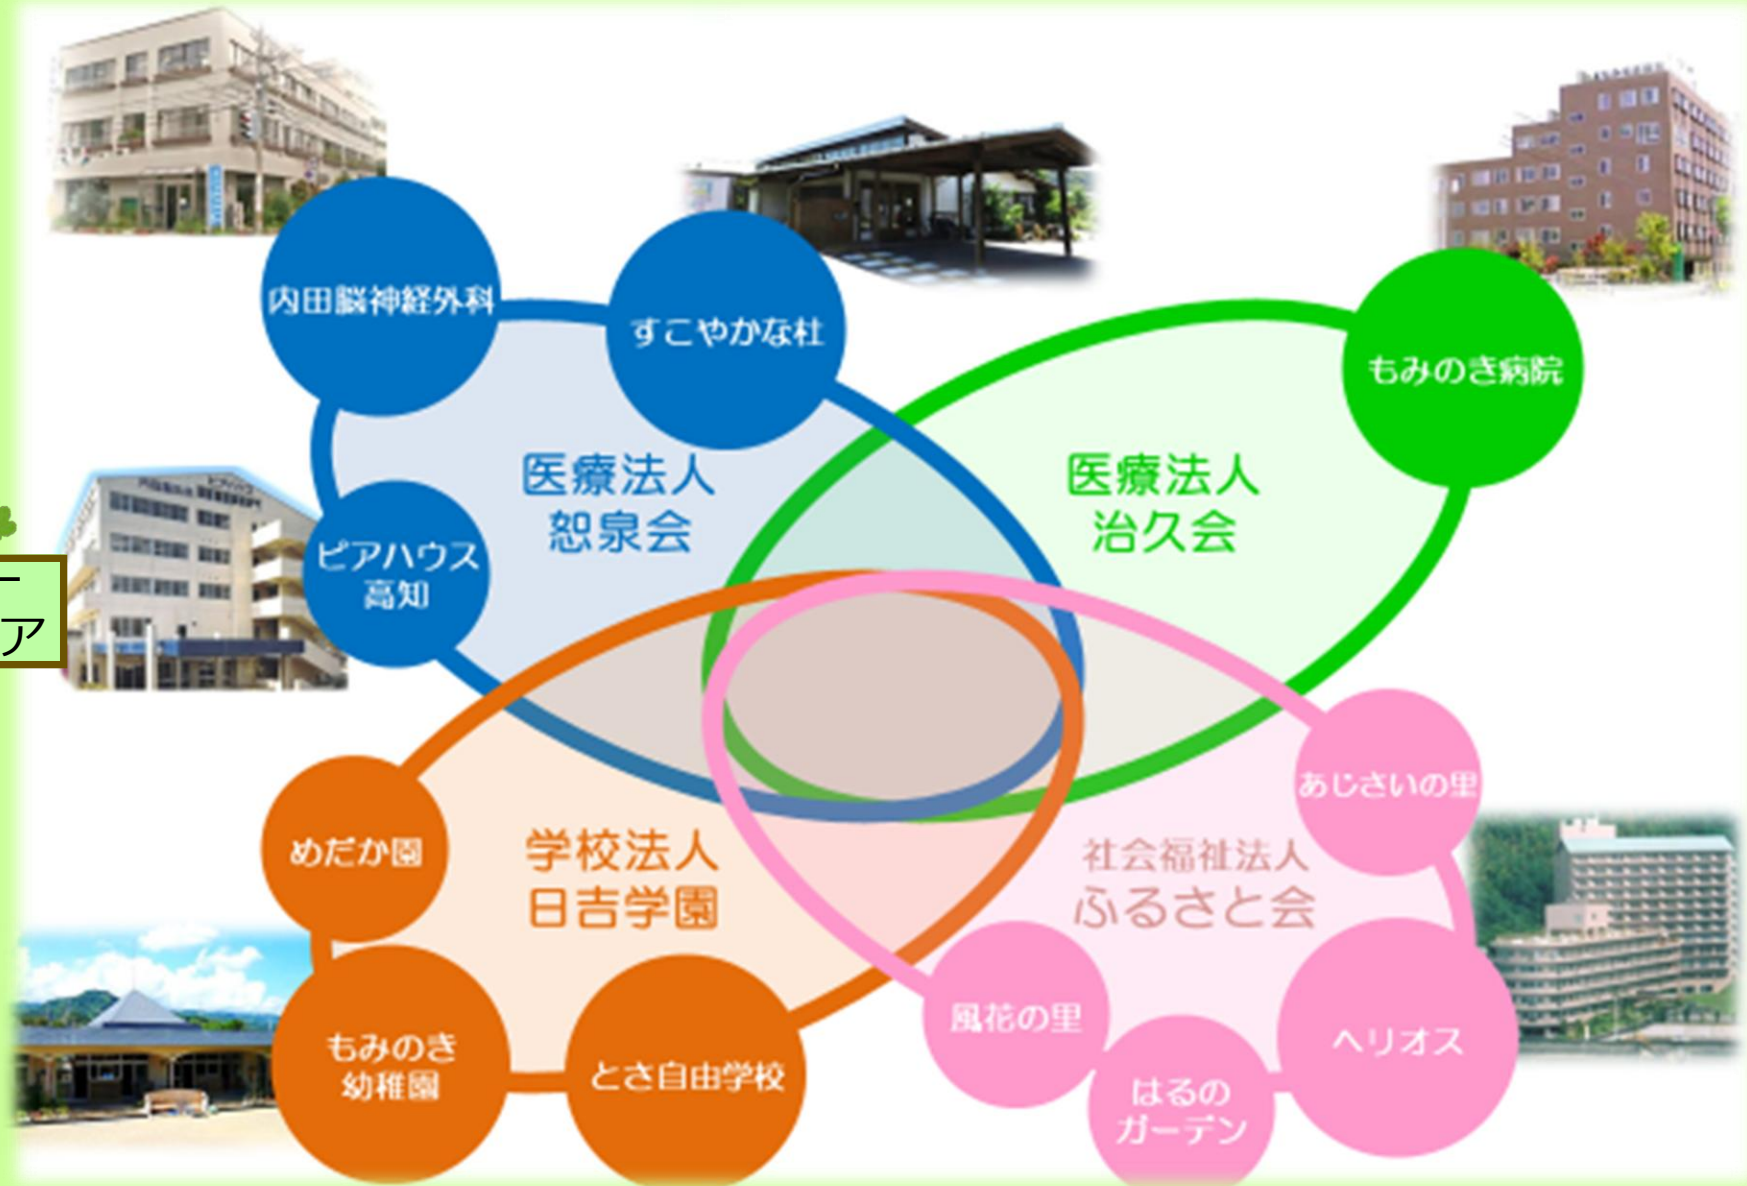 内田脳神経外科
すこやかな杜
もみのき病院
医療法人
恕泉会
医療法人
治久会
ピアハウス
高知
ー
ア
あじさいの里
めだか園
学校法人
日吉学園
社会福祉法人
ふるさと会
風花の里
ヘリオス
もみのき
幼稚園
とさ自由学校
はるの
ガーデン